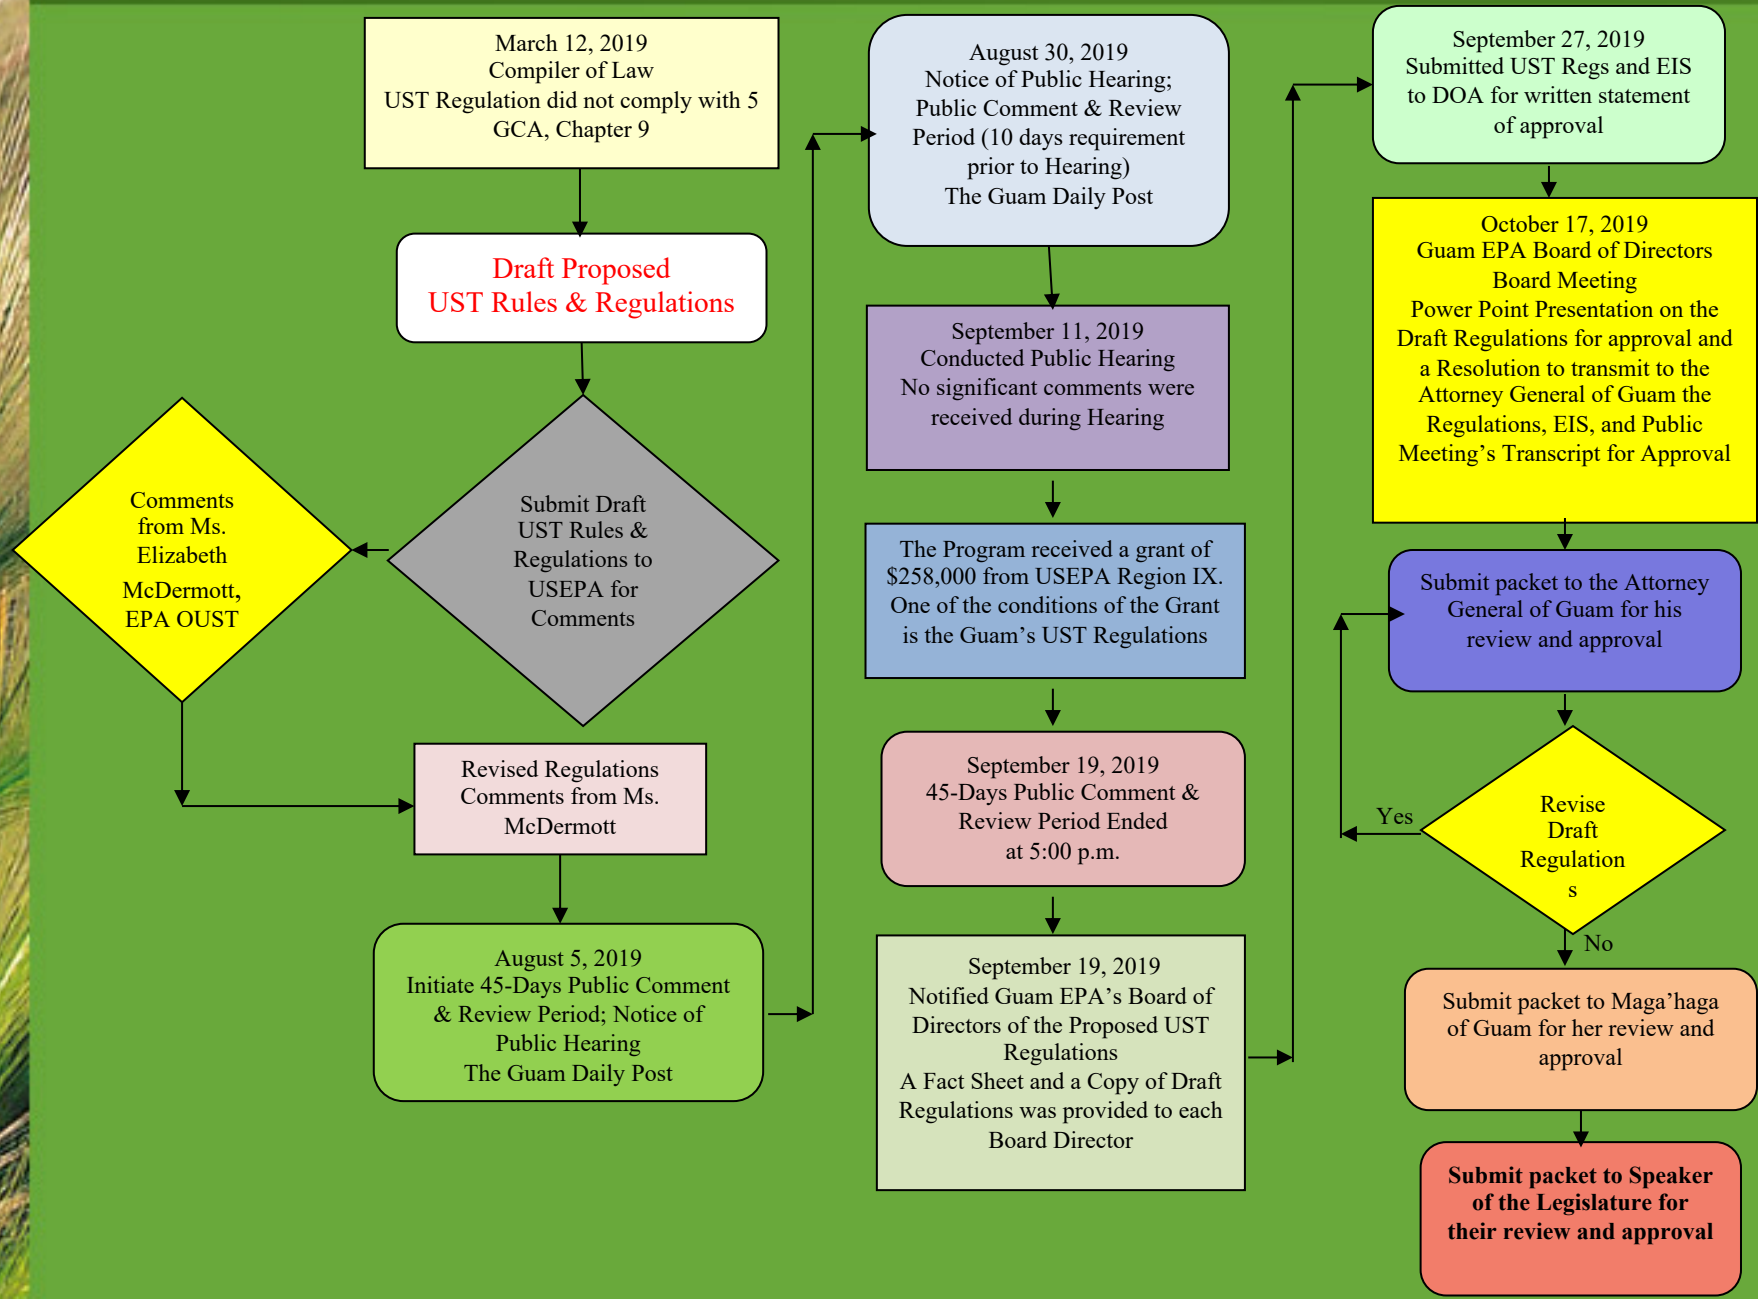 March 12, 2019
Compiler of Law
UST Regulation did not comply with 5
GCA, Chapter 9
Draft Proposed
UST Rules & Regulations
Submit Draft
UST Rules &
Regulations to
USEPA for
Comments
Comments
from Ms.
Elizabeth
McDermott,
EPA OUST
Revised Regulations
Comments from Ms.
McDermott
August 5, 2019
Initiate 45-Days Public Comment
& Review Period; Notice of
Public Hearing
The Guam Daily Post
August 30, 2019
Notice of Public Hearing;
Public Comment & Review
Period (10 days requirement
prior to Hearing)
The Guam Daily Post
September 11, 2019
Conducted Public Hearing
No significant comments were
received during Hearing
The Program received a grant of
$258,000 from USEPA Region IX.
One of the conditions of the Grant
is the Guam’s UST Regulations
September 19, 2019
45-Days Public Comment &
Review Period Ended
at 5:00 p.m.
September 19, 2019
Notified Guam EPA’s Board of
Directors of the Proposed UST
Regulations
A Fact Sheet and a Copy of Draft
Regulations was provided to each
Board Director
September 27, 2019
Submitted UST Regs and EIS
to DOA for written statement
of approval
October 17, 2019
Guam EPA Board of Directors
Board Meeting
Power Point Presentation on the
Draft Regulations for approval and
a Resolution to transmit to the
Attorney General of Guam the
Regulations, EIS, and Public
Meeting’s Transcript for Approval
Submit packet to the Attorney
General of Guam for his
review and approval
Revise
Draft
Regulation
s
Yes
No
Submit packet to Maga’haga
of Guam for her review and
approval
Submit packet to Speaker
of the Legislature for
their review and approval